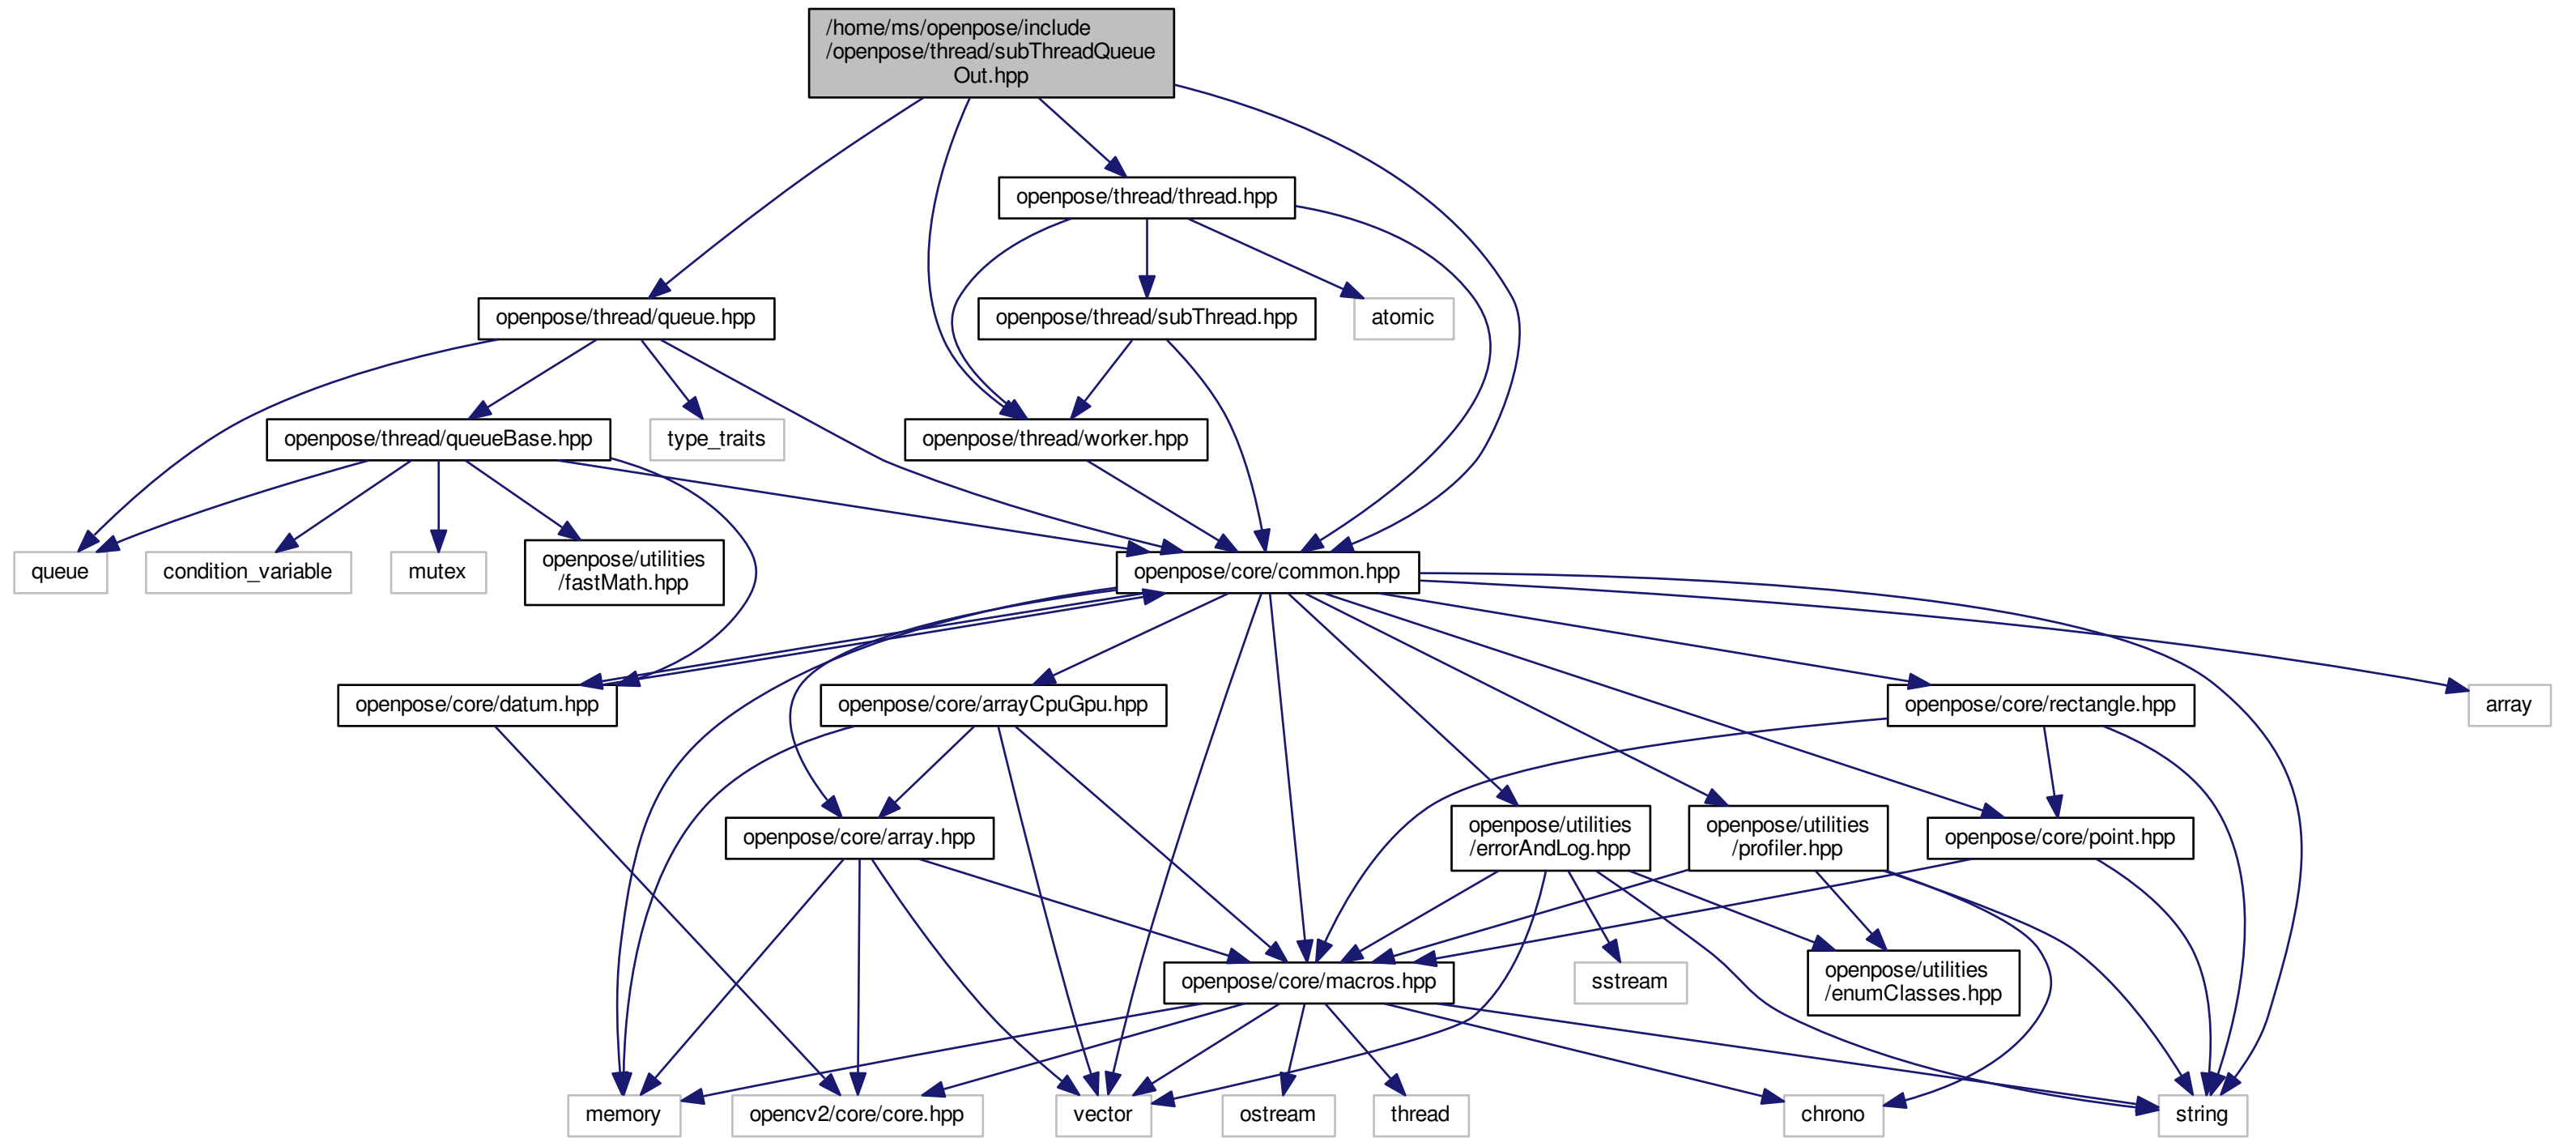 /home/ms/openpose/include
/openpose/thread/subThreadQueue
Out.hpp
openpose/thread/thread.hpp
openpose/thread/queue.hpp
openpose/thread/subThread.hpp
atomic
openpose/thread/queueBase.hpp
type_traits
openpose/thread/worker.hpp
queue
condition_variable
mutex
openpose/utilities
/fastMath.hpp
openpose/core/common.hpp
openpose/core/datum.hpp
openpose/core/arrayCpuGpu.hpp
openpose/core/rectangle.hpp
array
openpose/core/array.hpp
openpose/utilities
/errorAndLog.hpp
openpose/utilities
/profiler.hpp
openpose/core/point.hpp
openpose/core/macros.hpp
sstream
openpose/utilities
/enumClasses.hpp
memory
opencv2/core/core.hpp
vector
ostream
thread
chrono
string